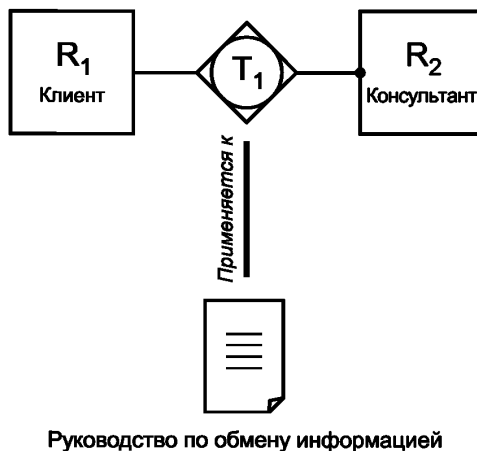 R₁
Клиент
T₁
R₂
Консультант
Применяется к
Руководство по обмену информацией